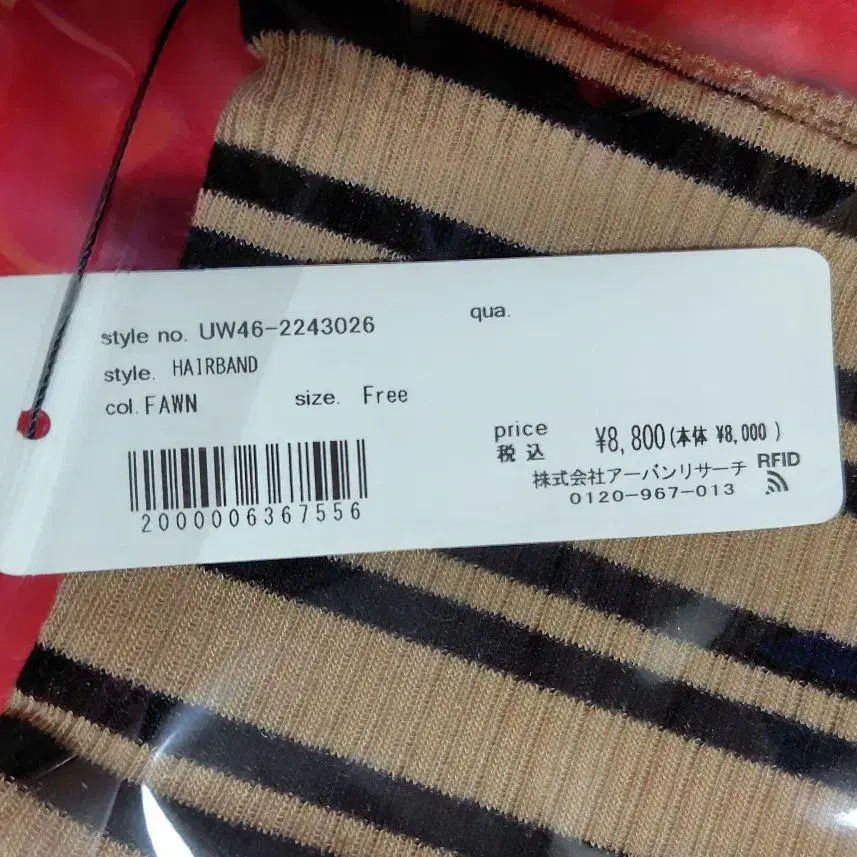 style no. UW46-2243026
qua.
style. HAIRBAND
col. FAWN
size. Free
price
税込
¥8,800(本体 ¥8,000 )
株式会社アーバンリサーチ
0120-967-013
RFID
2000006367556